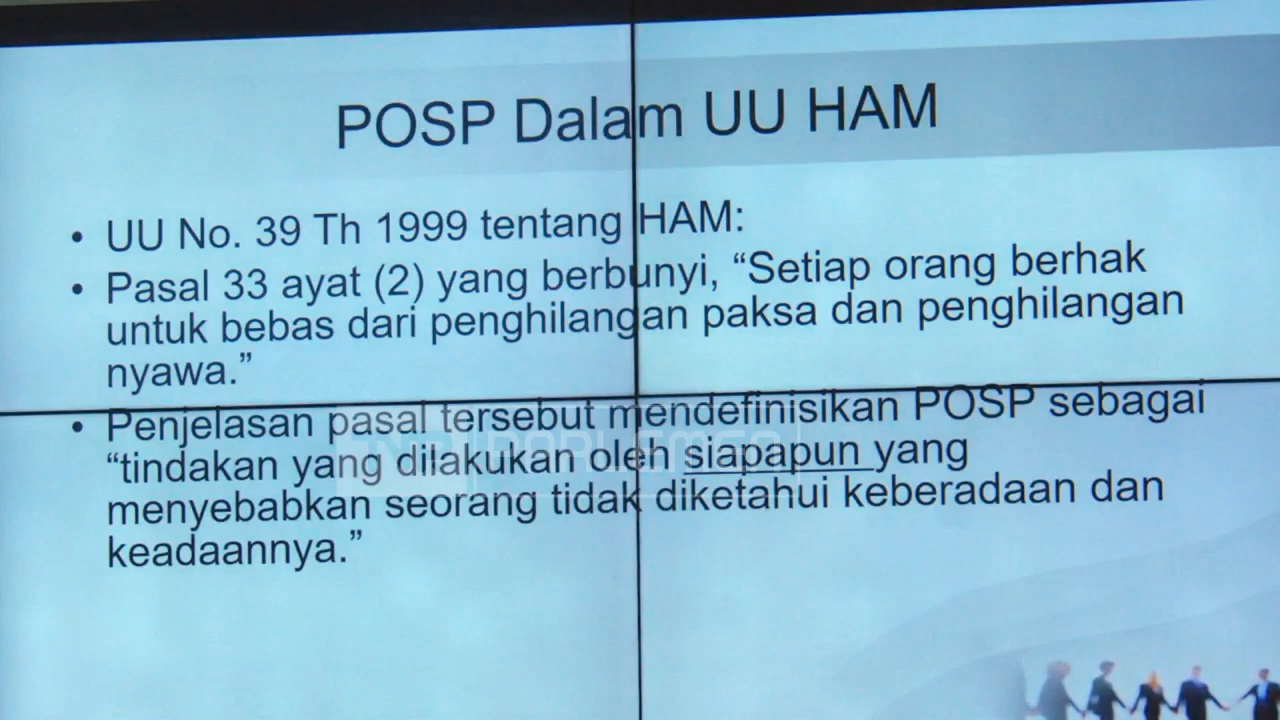 POSP Dalam UU HAM
• UU No. 39 Th 1999 tentang HAM:
• Pasal 33 ayat (2) yang berbunyi, “Setiap orang berhak
untuk bebas dari penghilangan paksa dan penghilangan
nyawa.”
• Penjelasan pasal tersebut mendefinisikan POSP sebagai
“tindakan yang dilakukan oleh siapapun yang
menyebabkan seorang tidak diketahui keberadaan dan
keadaannya.”
PARLEMEN